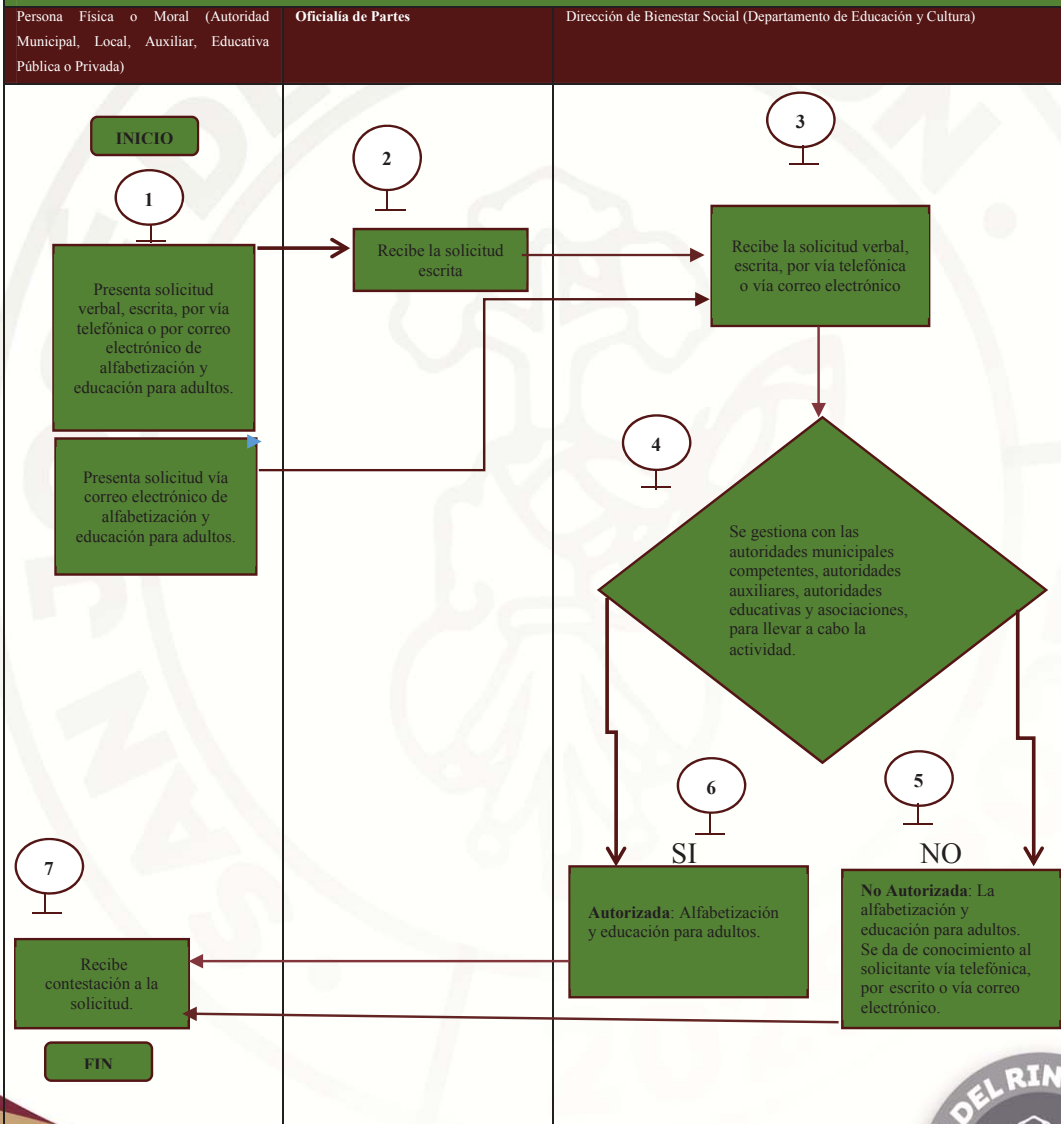 Persona Física o Moral (Autoridad
Municipal, Local, Auxiliar, Educativa
Pública o Privada)
Oficialía de Partes
Dirección de Bienestar Social (Departamento de Educación y Cultura)
INICIO
1
Presenta solicitud
verbal, escrita, por vía
telefónica o por correo
electrónico de
alfabetización y
educación para adultos.
Presenta solicitud vía
correo electrónico de
alfabetización y
educación para adultos.
2
Recibe la solicitud
escrita
3
Recibe la solicitud verbal,
escrita, por vía telefónica
o vía correo electrónico
4
Se gestiona con las
autoridades municipales
competentes, autoridades
auxiliares, autoridades
educativas y asociaciones,
para llevar a cabo la
actividad.
6
SI
Autorizada: Alfabetización
y educación para adultos.
5
NO
No Autorizada: La
alfabetización y
educación para adultos.
Se da de conocimiento al
solicitante vía telefónica,
por escrito o vía correo
electrónico.
7
Recibe
contestación a la
solicitud.
FIN
DEL RIN